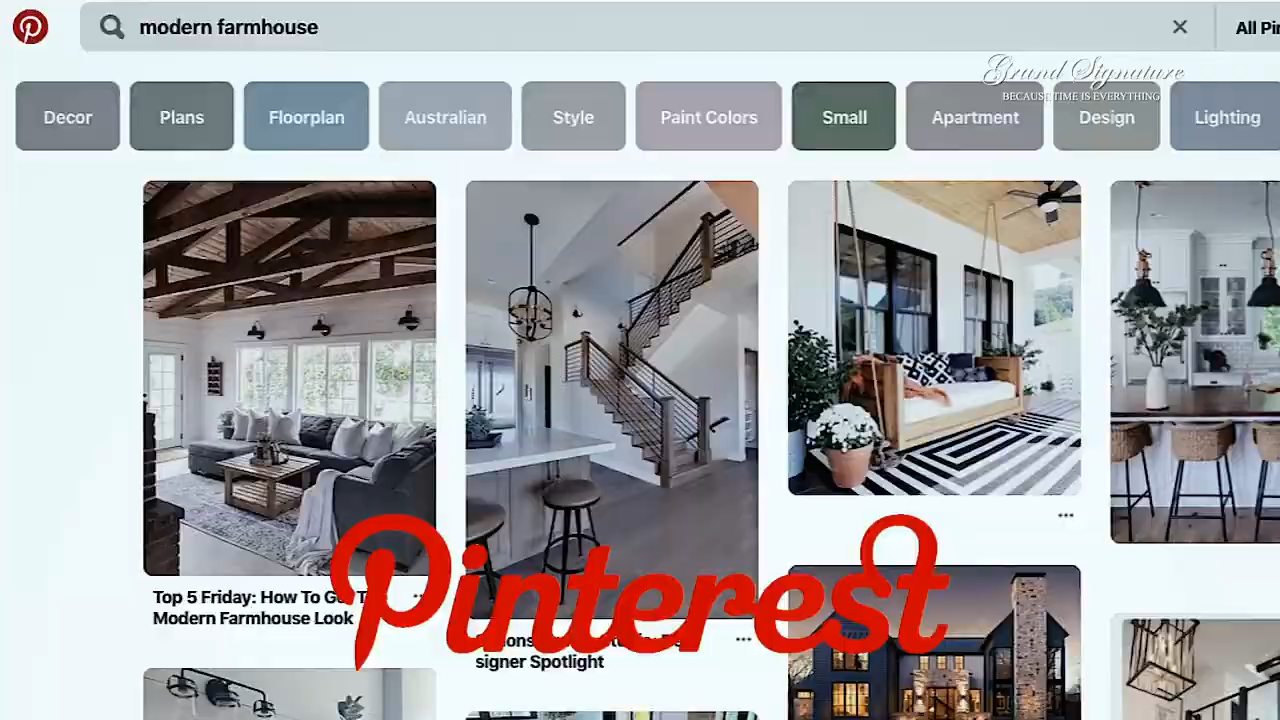 modern farmhouse
All Pi
Grand Signature
BECAUSE TIME IS EVERYTHING
Decor
Plans
Floorplan
Australian
Style
Paint Colors
Small
Apartment
Design
Lighting
Top 5 Friday: How To
Modern Farmhouse Look
signer Spotlight
Pinterest